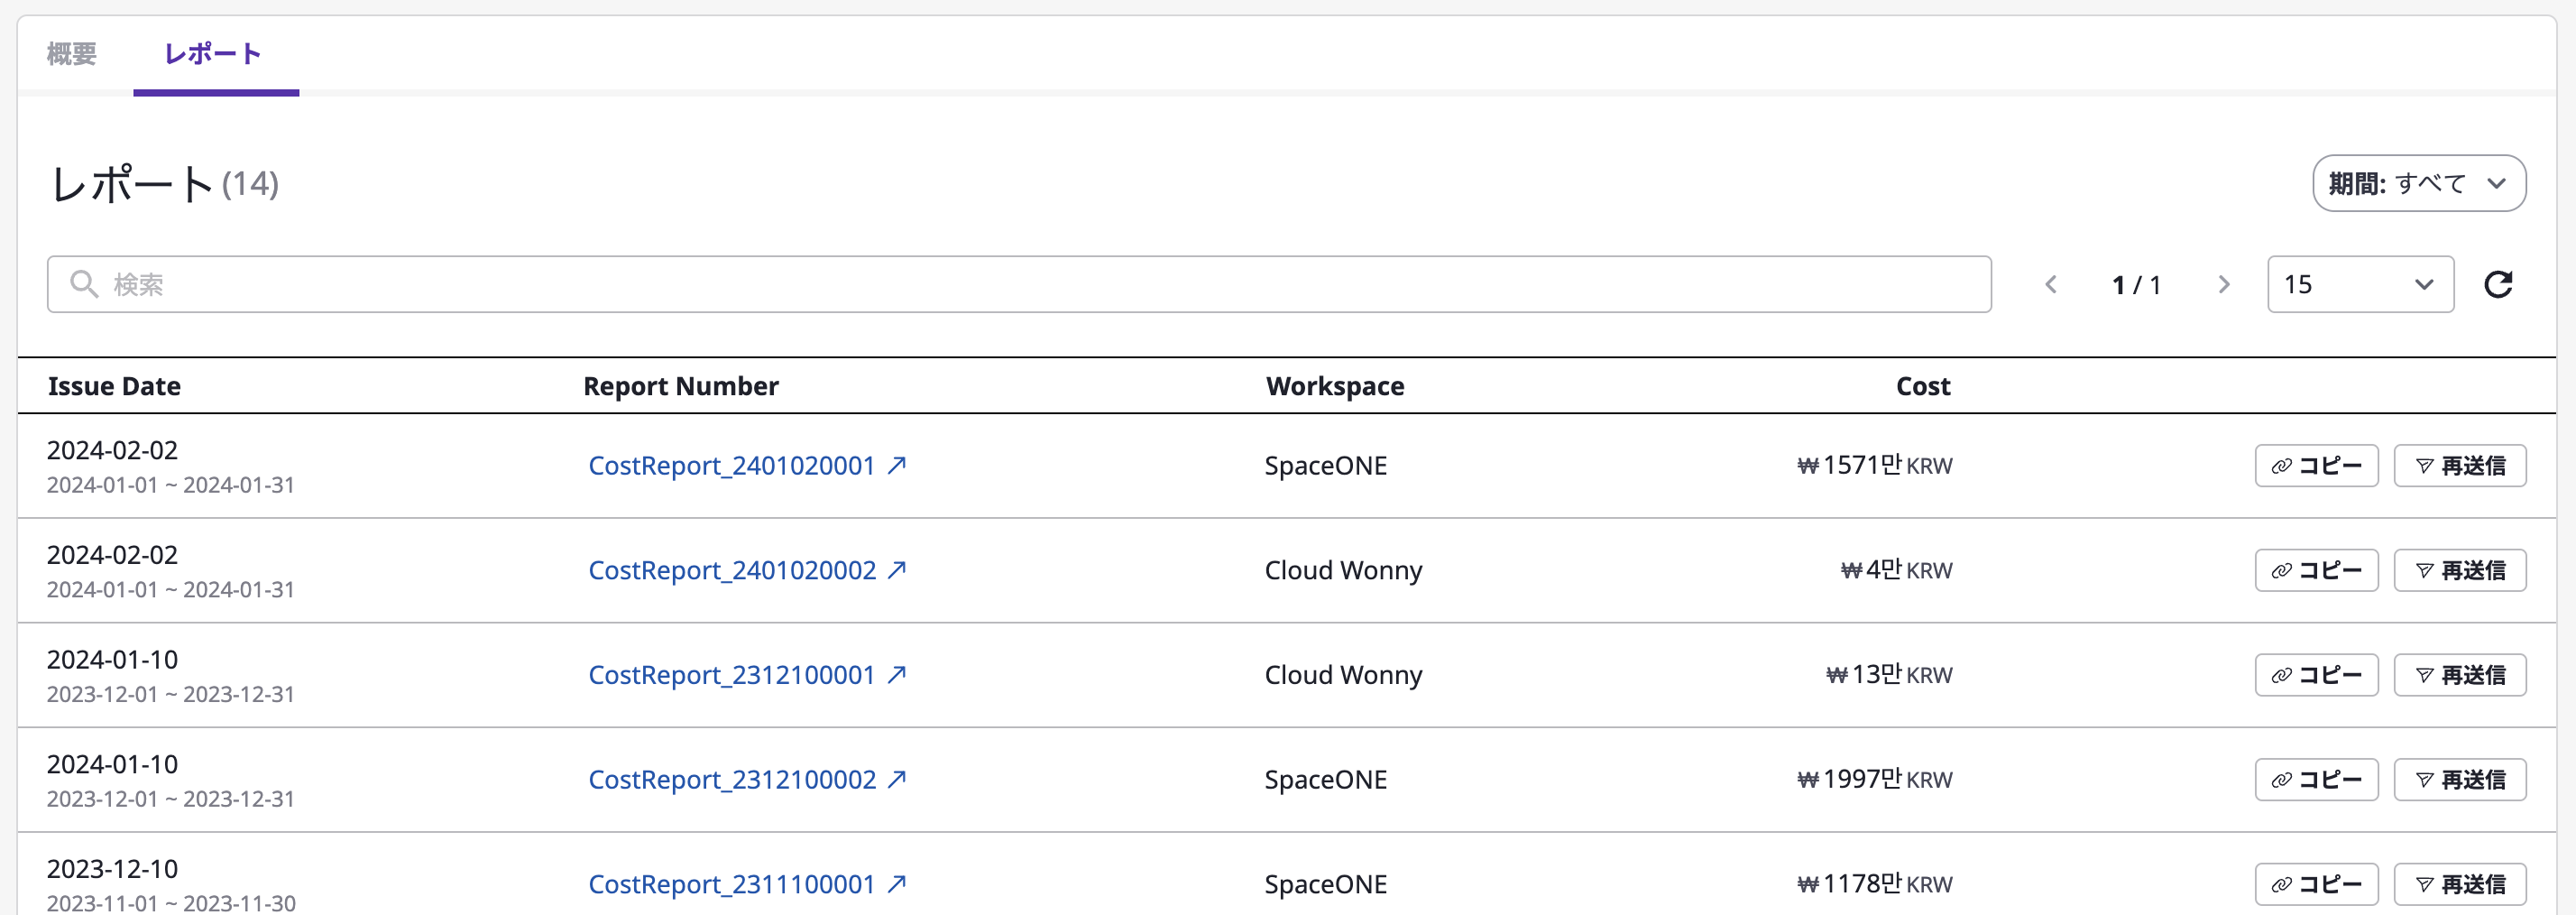 概要 レポート
レポート (14) 期間: すべて
検索 1 / 1 15
Issue Date Report Number Workspace Cost
2024-02-02
2024-01-01 ~ 2024-01-31
CostReport_2401020001 SpaceONE ₩1571만 KRW コピー 再送信
2024-02-02
2024-01-01 ~ 2024-01-31
CostReport_2401020002 Cloud Wonny ₩4만 KRW コピー 再送信
2024-01-10
2023-12-01 ~ 2023-12-31
CostReport_2312100001 Cloud Wonny ₩13만 KRW コピー 再送信
2024-01-10
2023-12-01 ~ 2023-12-31
CostReport_2312100002 SpaceONE ₩1997만 KRW コピー 再送信
2023-12-10
2023-11-01 ~ 2023-11-30
CostReport_2311100001 SpaceONE ₩1178만 KRW コピー 再送信